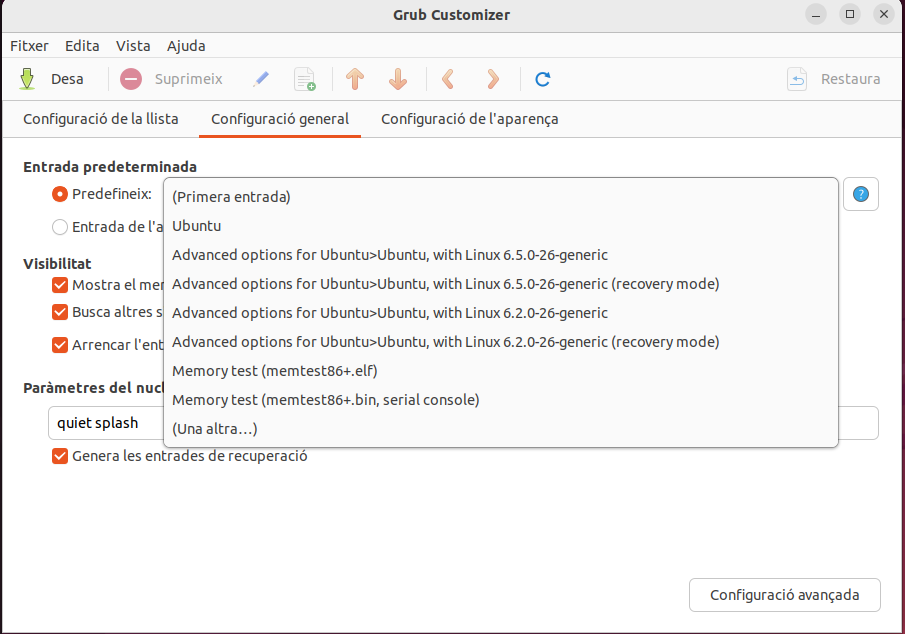 Grub Customizer
Fitxer Edita Vista Ajuda
Desa Suprimeix Restaura
Configuració de la llista Configuració general Configuració de l'aparença
Entrada predeterminada
Predefineix:
(Primera entrada)
Ubuntu
Entrada de l'a
Advanced options for Ubuntu>Ubuntu, with Linux 6.5.0-26-generic
Visibilitat
Advanced options for Ubuntu>Ubuntu, with Linux 6.5.0-26-generic (recovery mode)
Mostra el mer
Advanced options for Ubuntu>Ubuntu, with Linux 6.2.0-26-generic
Busca altres s
Advanced options for Ubuntu>Ubuntu, with Linux 6.2.0-26-generic (recovery mode)
Arrencar l'ent
Memory test (memtest86+.elf)
Paràmetres del nucl
Memory test (memtest86+.bin, serial console)
quiet splash
(Una altra…)
Genera les entrades de recuperació
Configuració avançada